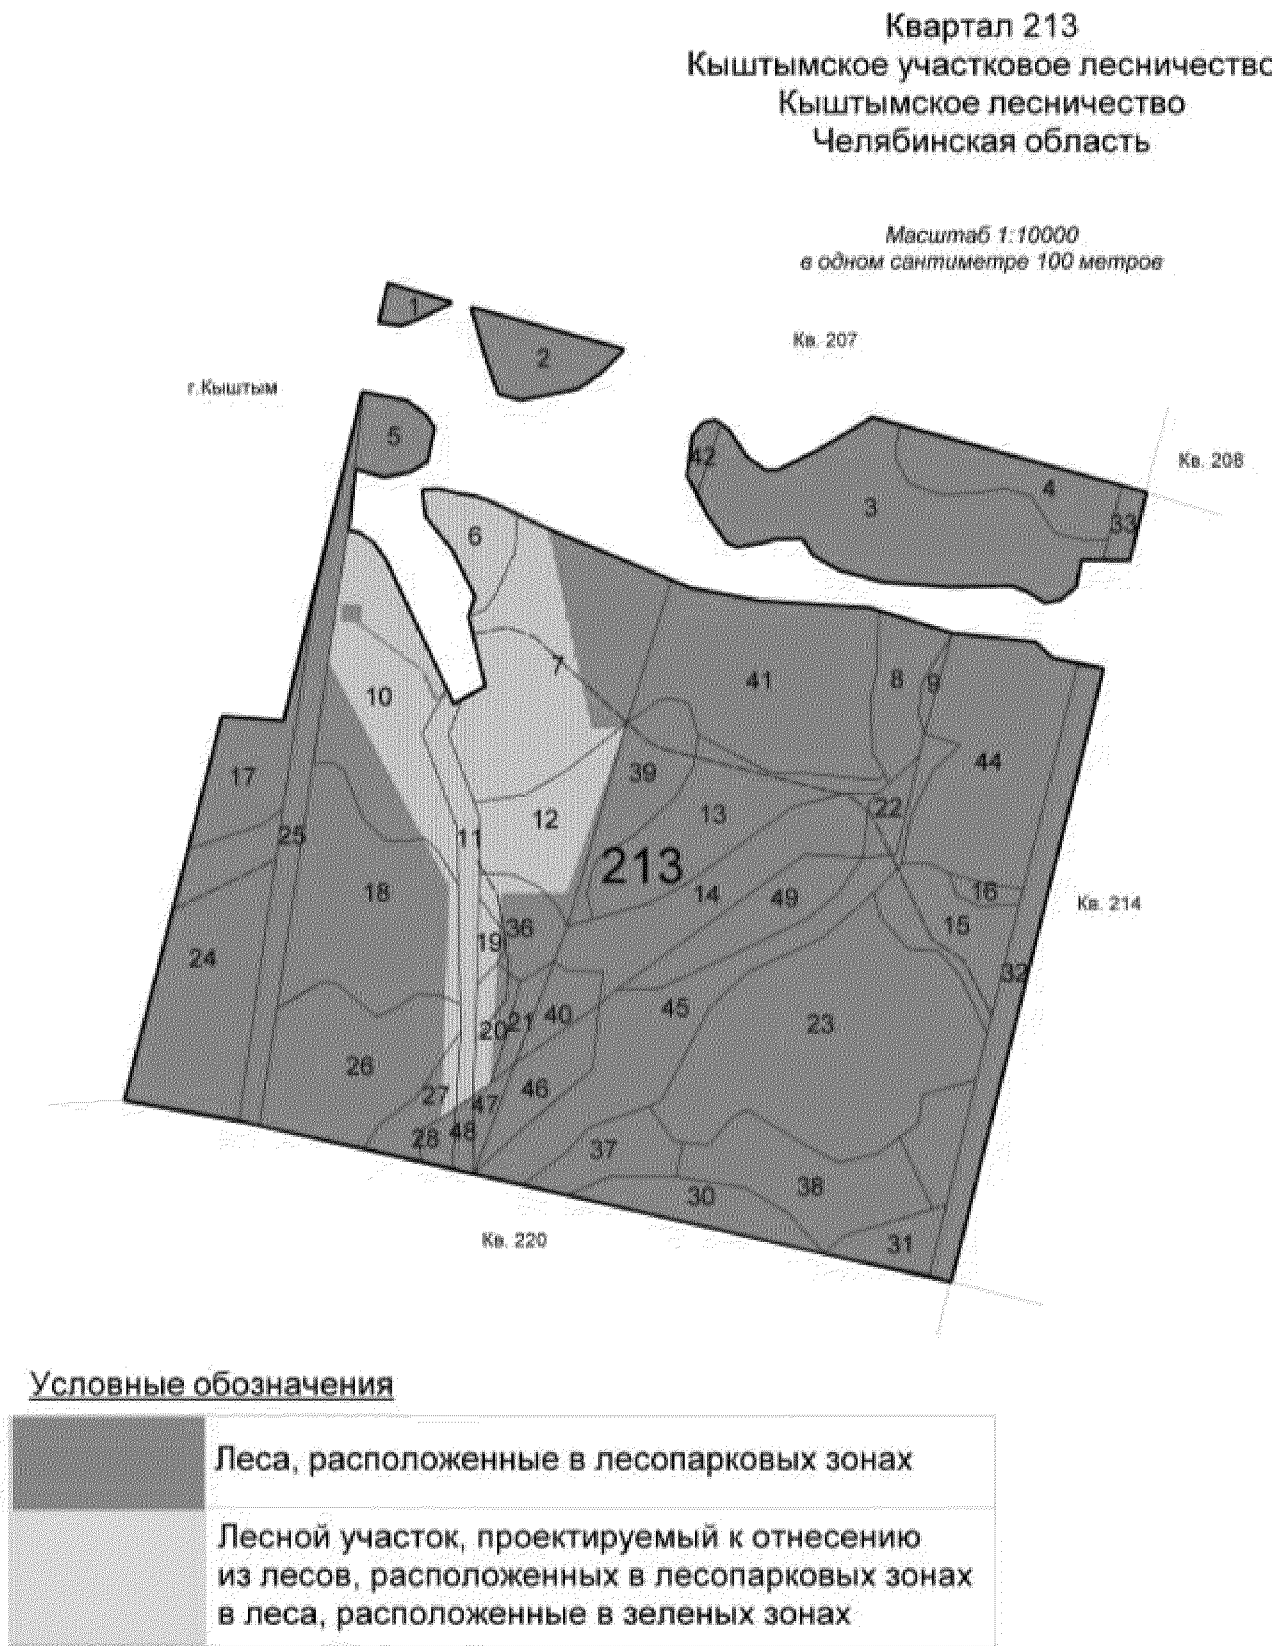 Квартал 213
Кыштымское участковое лесничество
Кыштымское лесничество
Челябинская область
Масштаб 1:10000
в одном сантиметре 100 метров
1
2
Кв. 207
г.Кыштым
5
42
Кв. 208
4
3
33
6
7
41
8
9
10
44
17
39
12
13
22
25
11
213
18
14
49
16
Кв. 214
15
36
19
24
32
45
40
21
20
23
26
46
27
47
48
28
37
38
30
Кв. 220
31
Условные обозначения
Леса, расположенные в лесопарковых зонах
Лесной участок, проектируемый к отнесению
из лесов, расположенных в лесопарковых зонах
в леса, расположенные в зеленых зонах